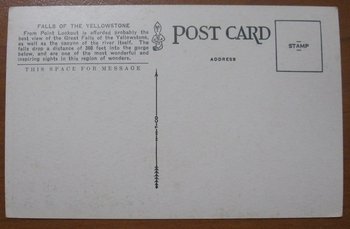 FALLS OF THE YELLOWSTONE
From Point Lookout is afforded probably the
best view of the Great Falls of the Yellowstone,
as well as the canyon of the river itself. The
falls drop a distance of 308 feet into the gorge
below, and are one of the most wonderful and
inspiring sights in this region of wonders.
THIS SPACE FOR MESSAGE
POST CARD
ADDRESS
STAMP